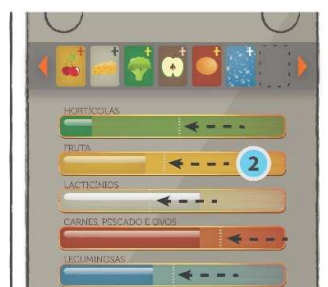 HORTÍCOLAS
FRUTA
2
LACTICÍNIOS
CARNES, PESCADO E OVOS
LEGUMINOSAS